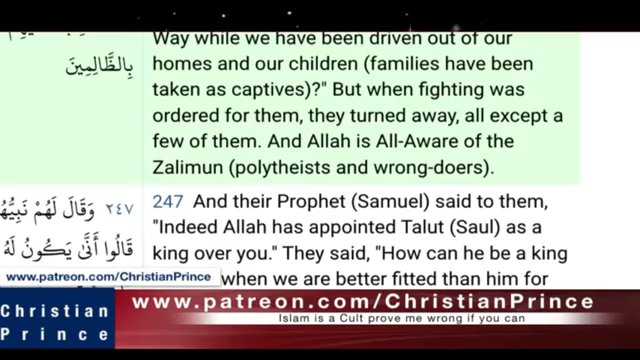 Way while we have been driven out of our
بِالظَّالِمِينَ
homes and our children (families have been
taken as captives)?" But when fighting was
ordered for them, they turned away, all except a
few of them. And Allah is All-Aware of the
Zalimun (polytheists and wrong-doers).
٢٤٧ وَقَالَ لَهُمْ نَبِيُّهُ
247 And their Prophet (Samuel) said to them,
"Indeed Allah has appointed Talut (Saul) as a
قَالُوا أَنَّىٰ يَكُونُ لَهُ
king over you." They said, "How can he be a king
www.patreon.com/ChristianPrince
when we are better fitted than him for
www.patreon.com/ChristianPrince
Christian
Prince
Islam is a Cult prove me wrong if you can